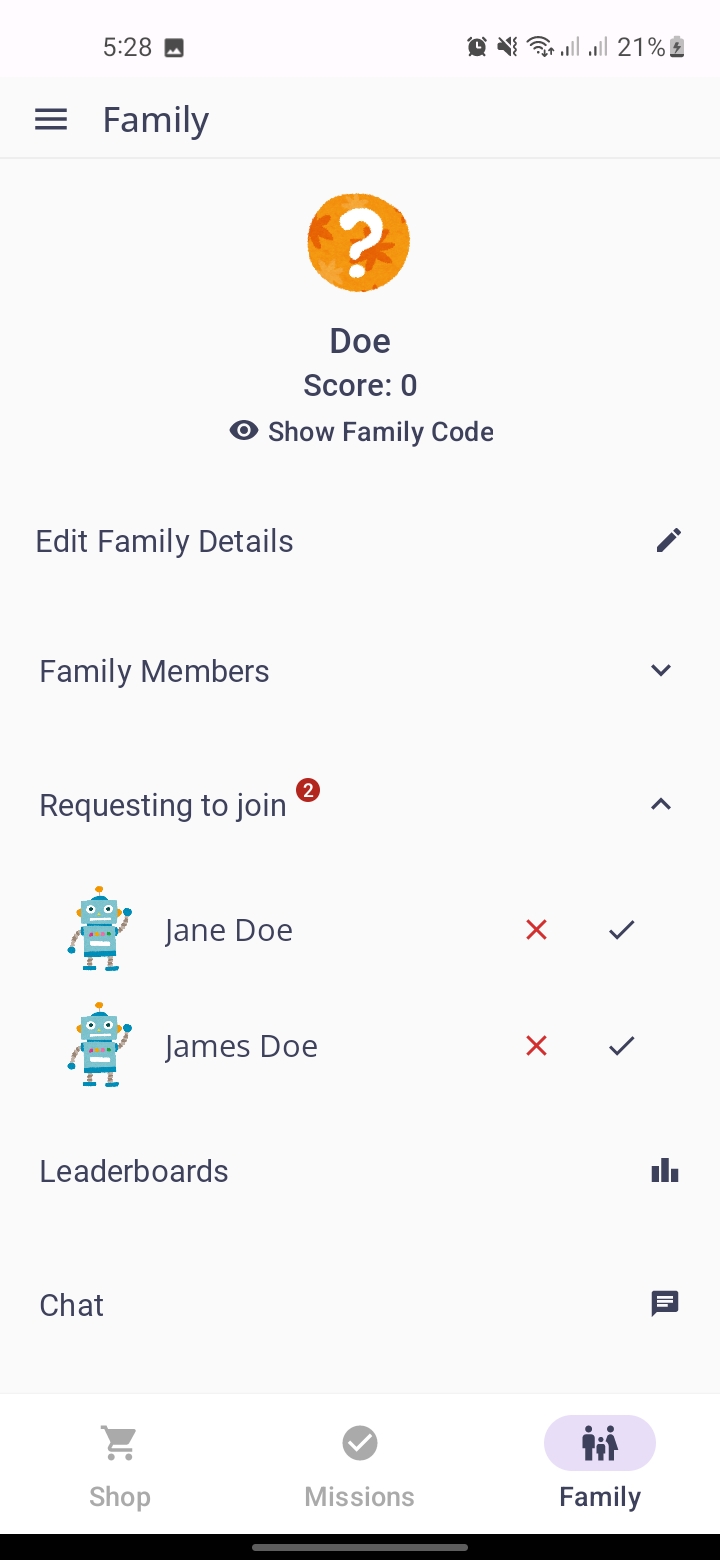 5:28 21%
Family
?
Doe
Score: 0
Show Family Code
Edit Family Details
Family Members
Requesting to join 2
Jane Doe
James Doe
Leaderboards
Chat
Shop Missions Family